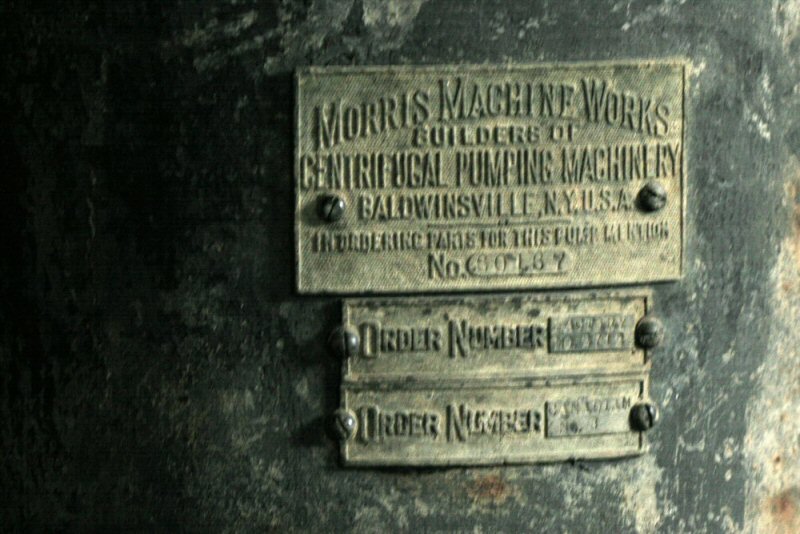 MORRIS MACHINE WORKS
BUILDERS OF
CENTRIFUGAL PUMPING MACHINERY
BALDWINSVILLE, N.Y. U.S.A.
IN ORDERING PARTS FOR THIS PUMP MENTION
No.
ORDER NUMBER
ORDER NUMBER